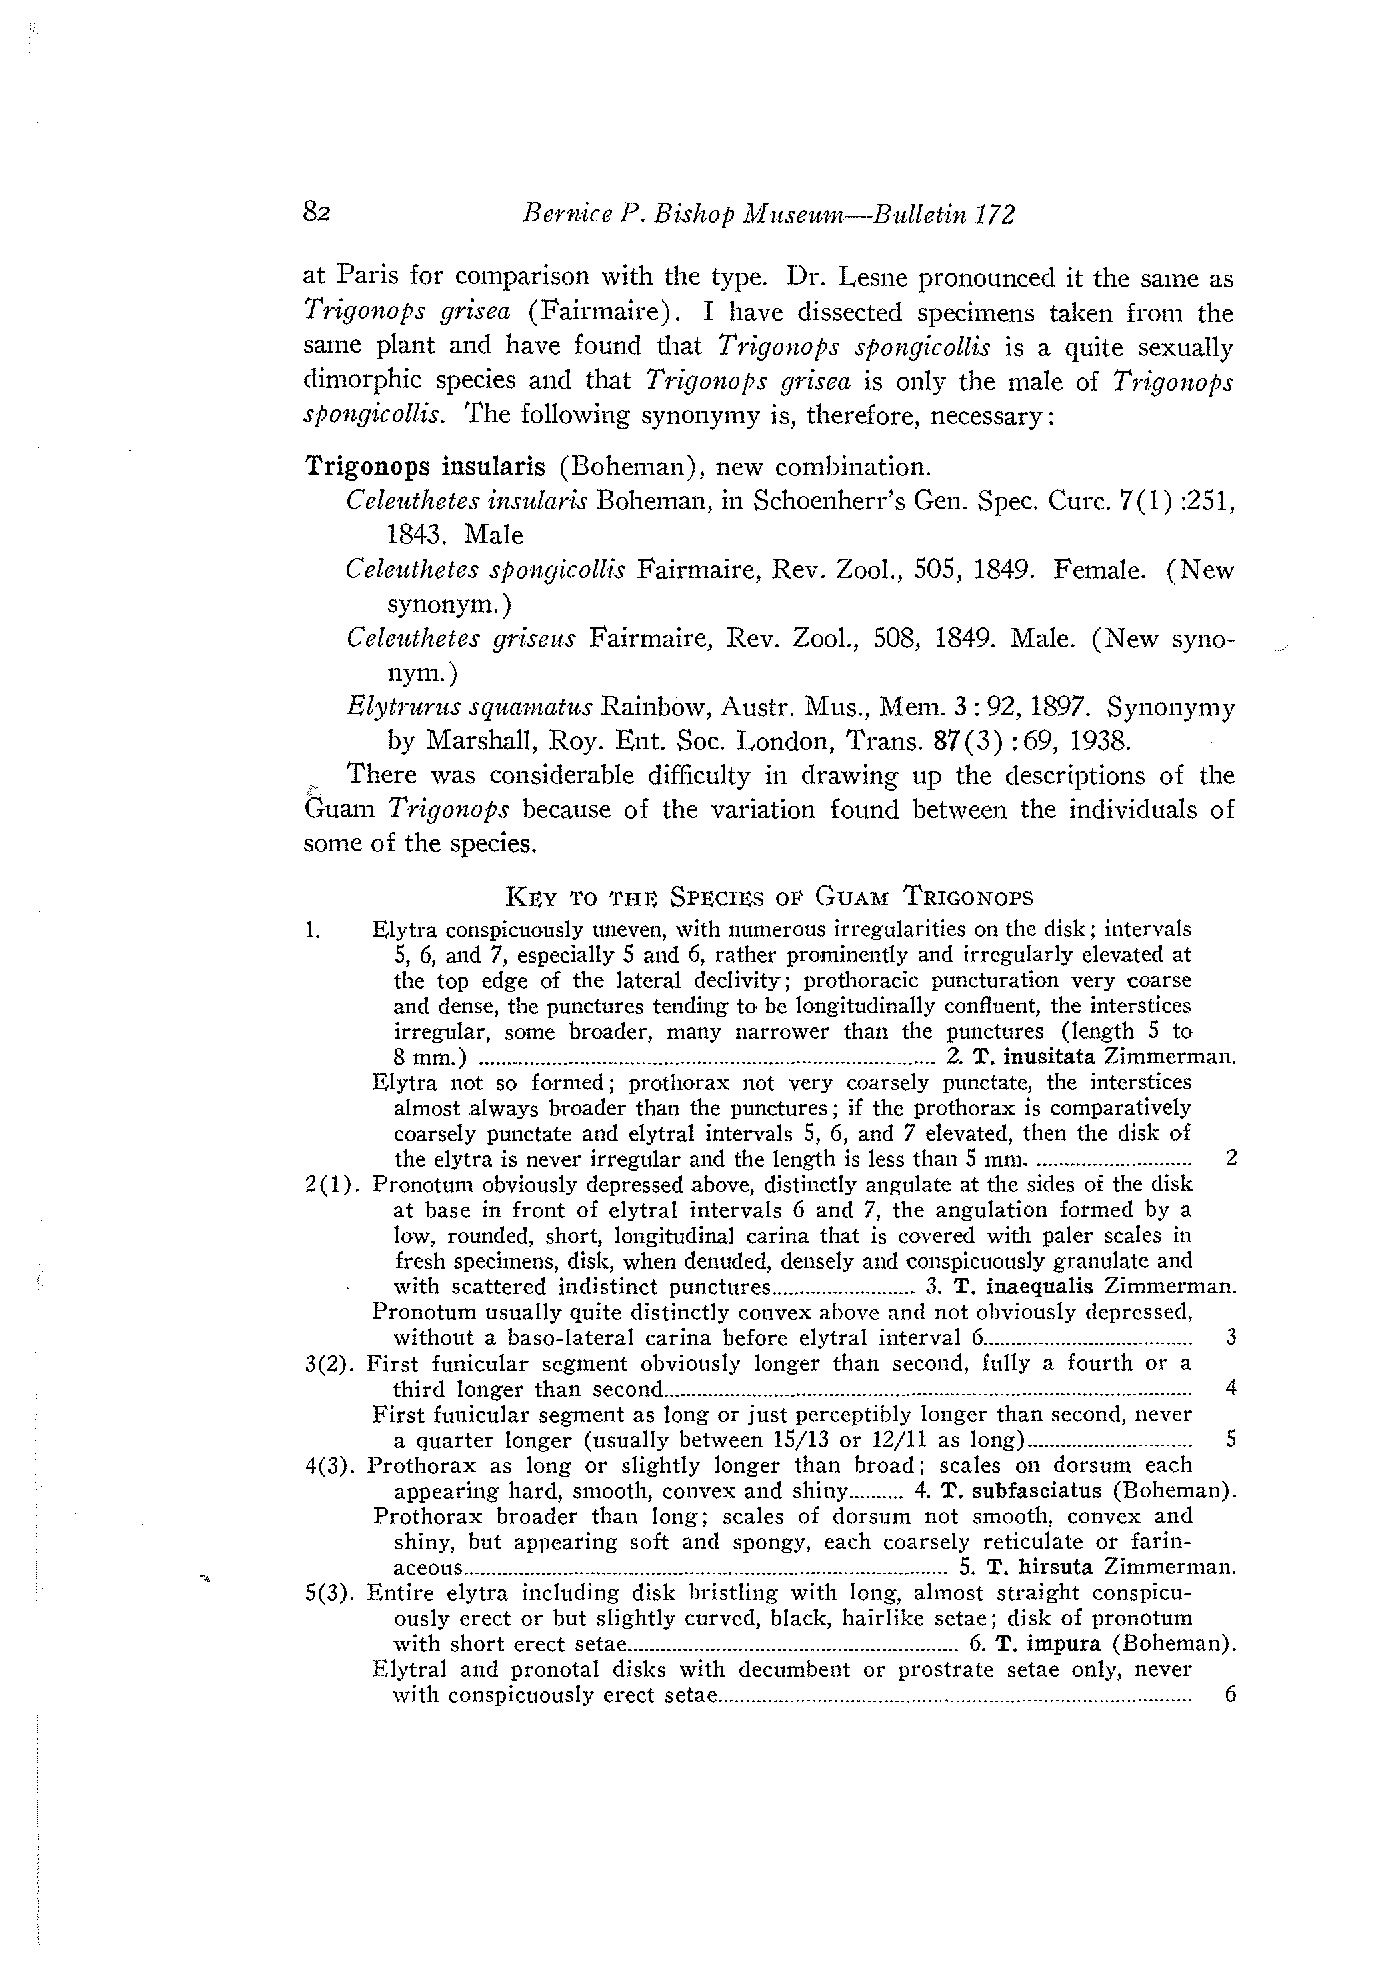 82 Bernice P. Bishop Museum—Bulletin 172
at Paris for comparison with the type. Dr. Lesne pronounced it the same as
Trigonops grisea (Fairmaire). I have dissected specimens taken from the
same plant and have found that Trigonops spongicollis is a quite sexually
dimorphic species and that Trigonops grisea is only the male of Trigonops
spongicollis. The following synonymy is, therefore, necessary:
Trigonops insularis (Boheman), new combination.
Celeuthetes insularis Boheman, in Schoenherr's Gen. Spec. Curc. 7(1) :251,
1843. Male
Celeuthetes spongicollis Fairmaire, Rev. Zool., 505, 1849. Female. (New
synonym.)
Celeuthetes griseus Fairmaire, Rev. Zool., 508, 1849. Male. (New syno-
nym.)
Elytrurus squamatus Rainbow, Austr. Mus., Mem. 3 : 92, 1897. Synonymy
by Marshall, Roy. Ent. Soc. London, Trans. 87(3) :69, 1938.
There was considerable difficulty in drawing up the descriptions of the
Guam Trigonops because of the variation found between the individuals of
some of the species.
KEY TO THE SPECIES OF GUAM TRIGONOPS
1. Elytra conspicuously uneven, with numerous irregularities on the disk; intervals
5, 6, and 7, especially 5 and 6, rather prominently and irregularly elevated at
the top edge of the lateral declivity; prothoracic puncturation very coarse
and dense, the punctures tending to be longitudinally confluent, the interstices
irregular, some broader, many narrower than the punctures (length 5 to
8 mm.) ........ 2. T. inusitata Zimmerman.
Elytra not so formed; prothorax not very coarsely punctate, the interstices
almost always broader than the punctures; if the prothorax is comparatively
coarsely punctate and elytral intervals 5, 6, and 7 elevated, then the disk of
the elytra is never irregular and the length is less than 5 mm. ........ 2
2(1). Pronotum obviously depressed above, distinctly angulate at the sides of the disk
at base in front of elytral intervals 6 and 7, the angulation formed by a
low, rounded, short, longitudinal carina that is covered with paler scales in
fresh specimens, disk, when denuded, densely and conspicuously granulate and
with scattered indistinct punctures........ 3. T. inaequalis Zimmerman.
Pronotum usually quite distinctly convex above and not obviously depressed,
without a baso-lateral carina before elytral interval 6........ 3
3(2). First funicular segment obviously longer than second, fully a fourth or a
third longer than second........ 4
First funicular segment as long or just perceptibly longer than second, never
a quarter longer (usually between 15/13 or 12/11 as long)........ 5
4(3). Prothorax as long or slightly longer than broad; scales on dorsum each
appearing hard, smooth, convex and shiny........ 4. T. subfasciatus (Boheman).
Prothorax broader than long; scales of dorsum not smooth, convex and
shiny, but appearing soft and spongy, each coarsely reticulate or farin-
aceous........ 5. T. hirsuta Zimmerman.
5(3). Entire elytra including disk bristling with long, almost straight conspicu-
ously erect or but slightly curved, black, hairlike setae; disk of pronotum
with short erect setae........ 6. T. impura (Boheman).
Elytral and pronotal disks with decumbent or prostrate setae only, never
with conspicuously erect setae........ 6